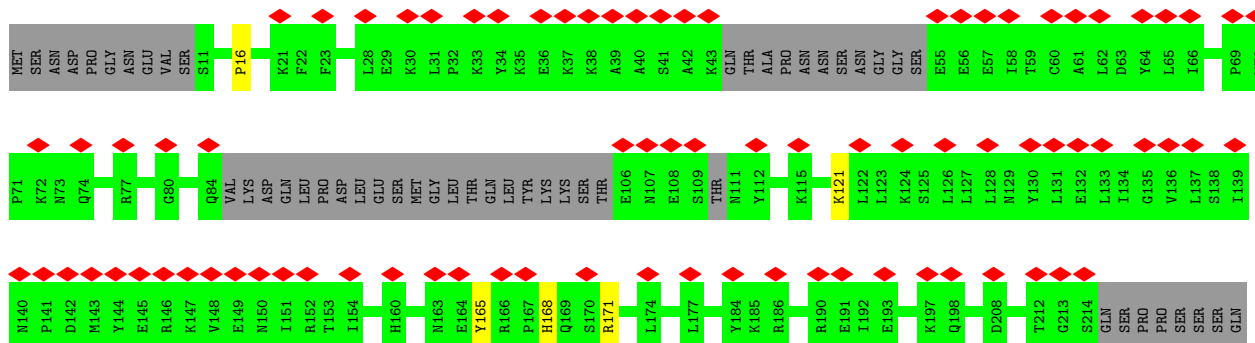 MET SER ASN ASP PRO GLY ASN GLU VAL SER S11 P16 K21 F22 F23 L28 E29 K30 L31 P32 K33 Y34 K35 E36 K37 K38 A39 A40 S41 A42 K43 GLN THR ALA PRO ASN ASN SER ASN GLY GLY SER E55 E56 E57 I58 T59 C60 A61 L62 D63 Y64 L65 I66 P69
P71 K72 N73 Q74 R77 G80 Q84 VAL LYS ASP GLN LEU PRO ASP LEU GLU SER MET GLY LEU THR GLN LEU TYR LYS LYS SER THR E106 N107 E108 S109 THR N111 Y112 K115 K121 L122 L123 K124 S125 L126 L127 L128 N129 Y130 L131 E132 L133 I134 G135 V136 L137 S138 I139
N140 P141 D142 M143 Y144 E145 R146 K147 V148 E149 N150 I151 R152 T153 I154 H160 N163 E164 Y165 R166 P167 H168 Q169 S170 R171 L174 L177 Y184 K185 R186 R190 E191 I192 E193 K197 Q198 D208 T212 G213 S214 GLN SER PRO PRO SER SER SER GLN